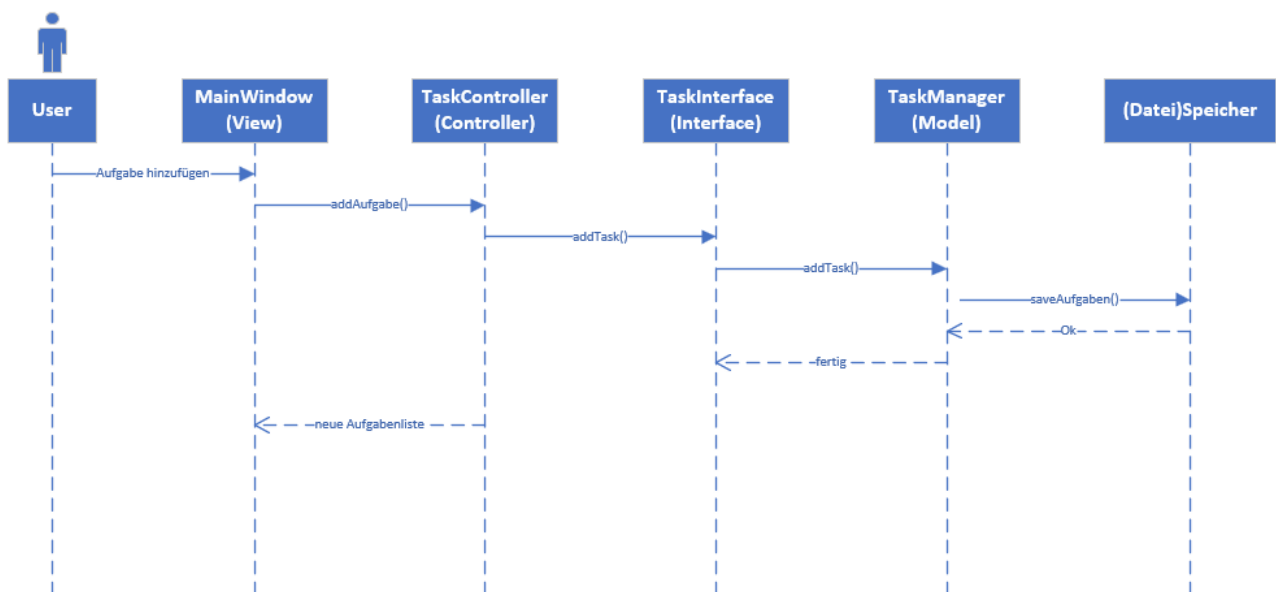 User
MainWindow
(View)
TaskController
(Controller)
TaskInterface
(Interface)
TaskManager
(Model)
(Datei)Speicher
Aufgabe hinzufügen
addAufgabe()
addTask()
addTask()
saveAufgaben()
Ok
fertig
neue Aufgabenliste